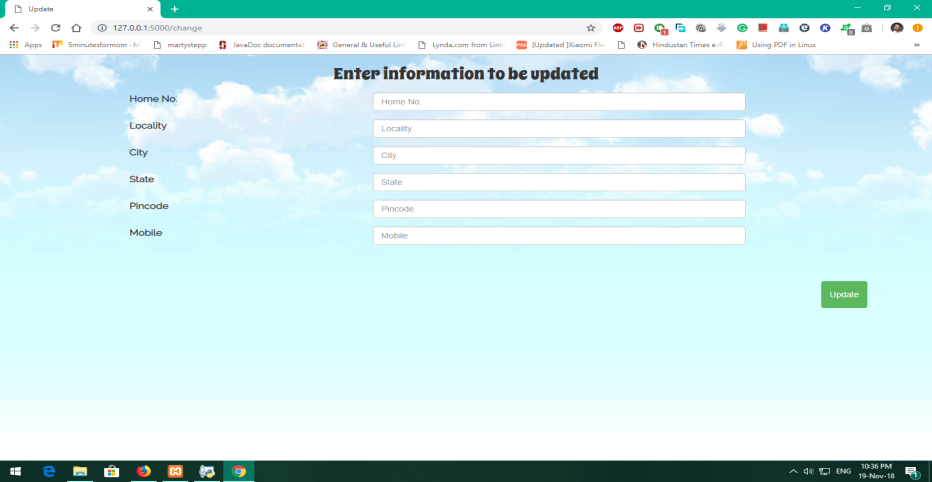 Update
127.0.0.1:5000/change
Apps 5minutesformom - M martystepp JavaDoc documentat General & Useful Lin Lynda.com from Link [Updated ]Xiaomi Fla Hindustan Times e-P Using PDF in Linux
Enter information to be updated
Home No. Home No.
Locality Locality
City City
State State
Pincode Pincode
Mobile Mobile
Update
ENG 10:36 PM
19-Nov-18